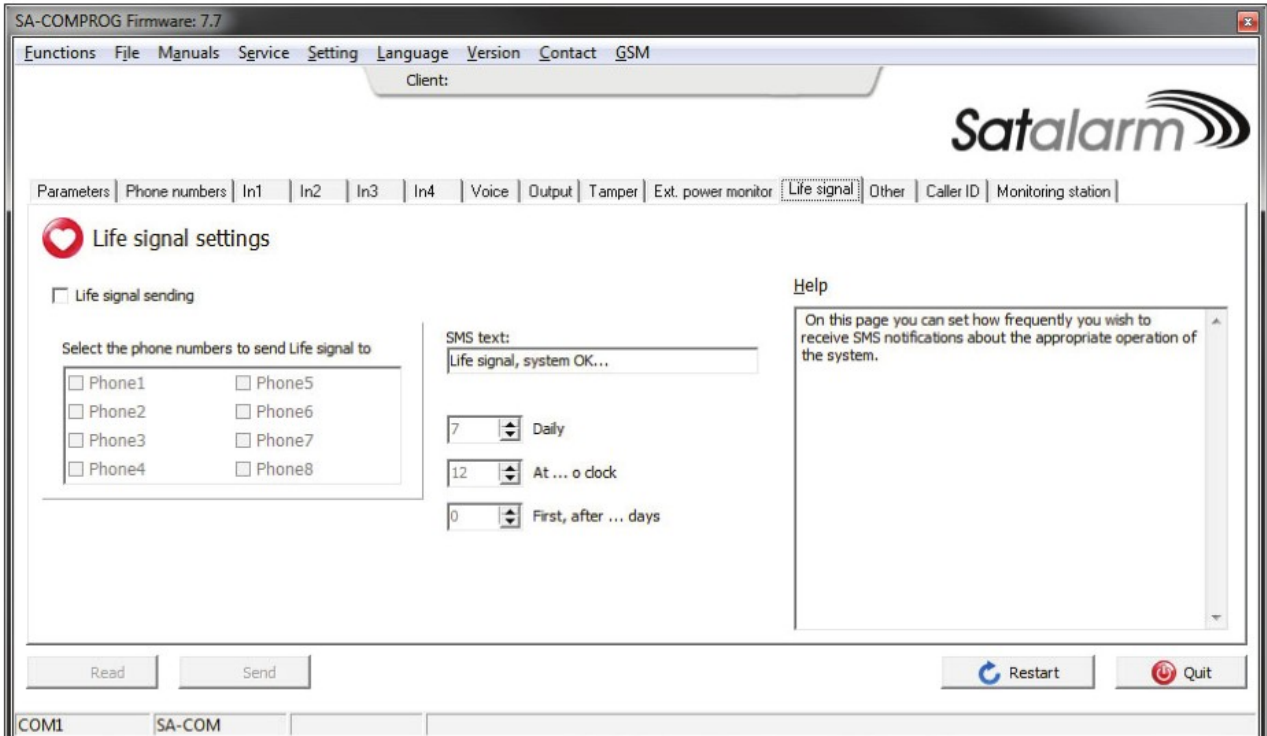 SA-COMPROG Firmware: 7.7
Functions File Manuals Service Setting Language Version Contact GSM
Client:
Satalarm
Parameters Phone numbers In1 In2 In3 In4 Voice Output Tamper Ext. power monitor Life signal Other Caller ID Monitoring station
Life signal settings
Life signal sending
Select the phone numbers to send Life signal to
Phone1 Phone5
Phone2 Phone6
Phone3 Phone7
Phone4 Phone8
SMS text:
Life signal, system OK...
7 Daily
12 At ... o clock
0 First, after ... days
Help
On this page you can set how frequently you wish to
receive SMS notifications about the appropriate operation of
the system.
Read Send Restart Quit
COM1 SA-COM